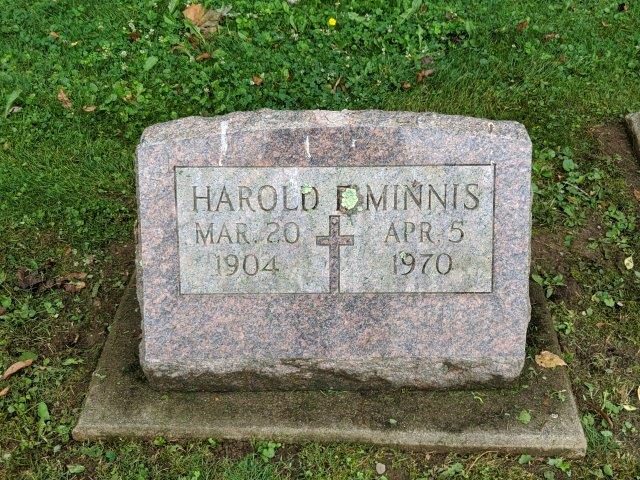 HAROLD E. MINNIS
MAR. 20 APR. 5
1904 1970